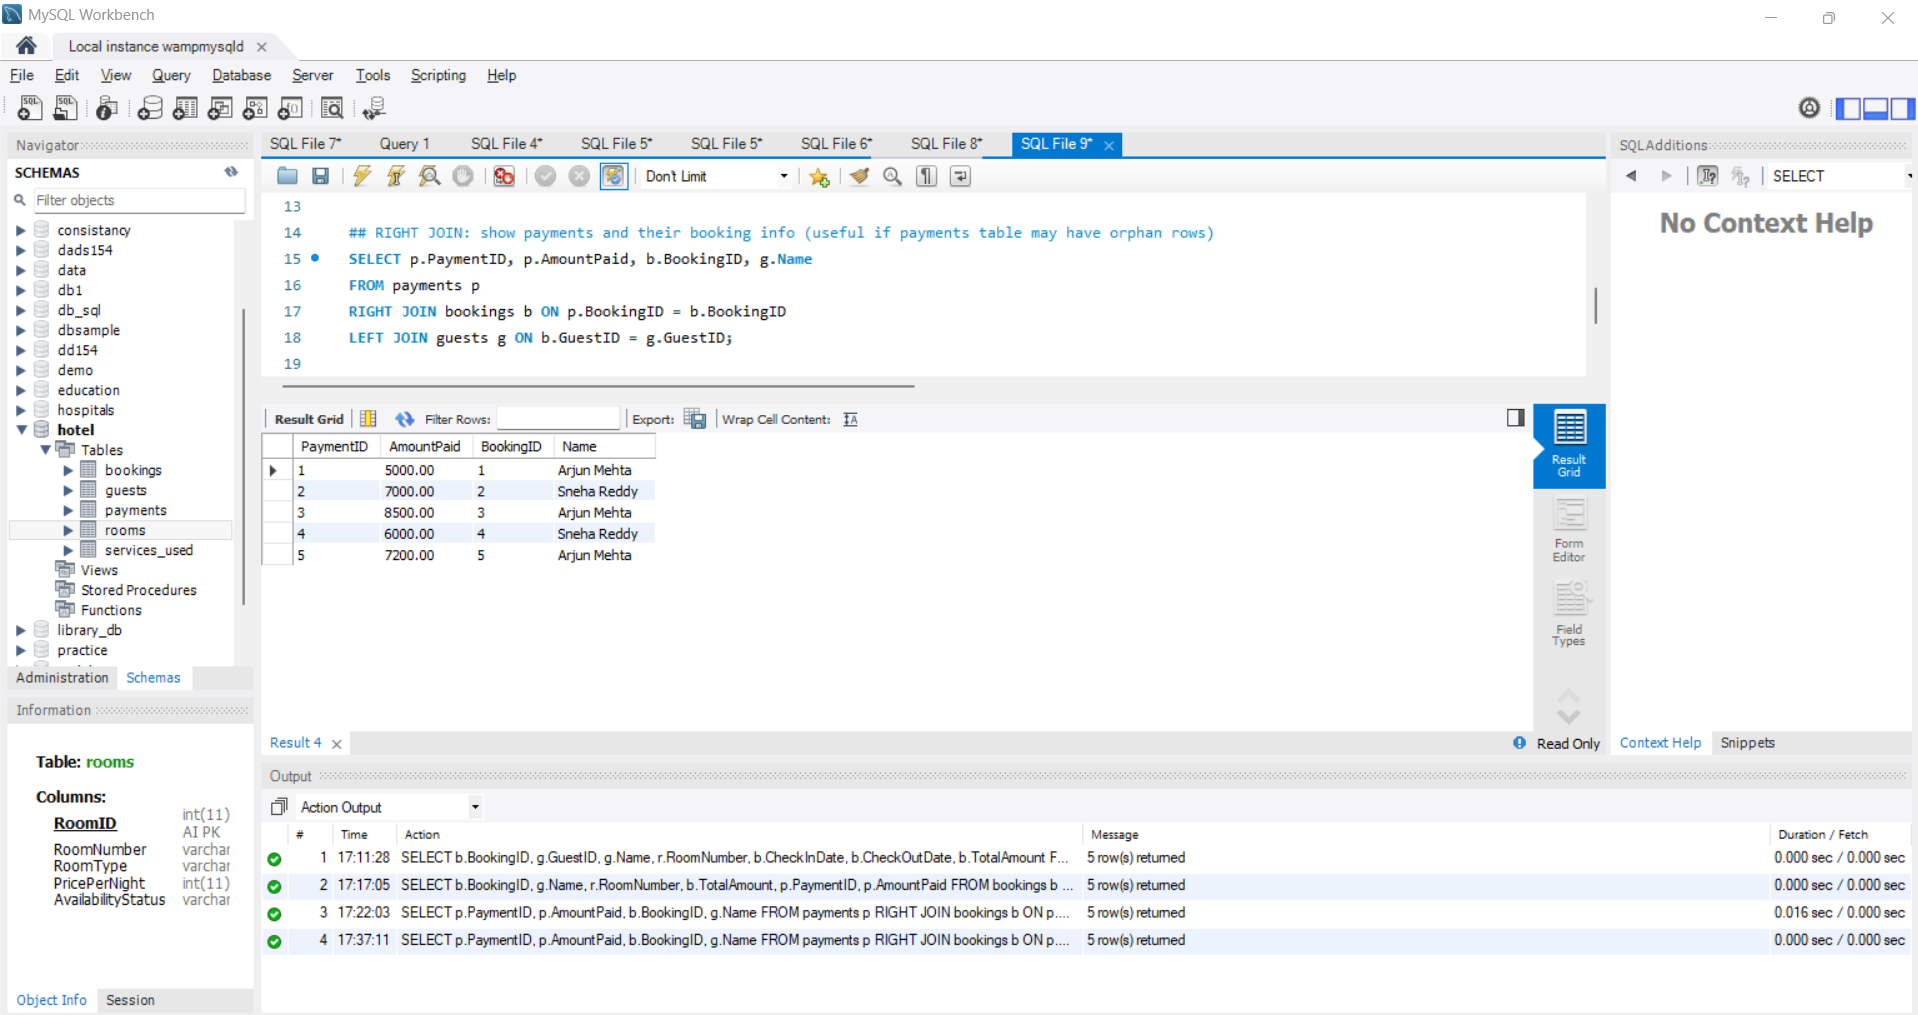 MySQL Workbench
Local instance wampmysqld
File Edit View Query Database Server Tools Scripting Help
Navigator
SCHEMAS
Filter objects
consistancy
dads154
data
db1
db_sql
dbsample
dd154
demo
education
hospitals
hotel
Tables
bookings
guests
payments
rooms
services_used
Views
Stored Procedures
Functions
library_db
practice
Administration Schemas
Information
Table: rooms
Columns:
RoomID int(11) AI PK
RoomNumber varchar
RoomType varchar
PricePerNight int(11)
AvailabilityStatus varchar
Object Info Session
SQL File 7* Query 1 SQL File 4* SQL File 5* SQL File 5* SQL File 6* SQL File 8* SQL File 9*
Don't Limit
13
14 ## RIGHT JOIN: show payments and their booking info (useful if payments table may have orphan rows)
15 SELECT p.PaymentID, p.AmountPaid, b.BookingID, g.Name
16 FROM payments p
17 RIGHT JOIN bookings b ON p.BookingID = b.BookingID
18 LEFT JOIN guests g ON b.GuestID = g.GuestID;
19
Result Grid Filter Rows: Export: Wrap Cell Content:
PaymentID AmountPaid BookingID Name
1 5000.00 1 Arjun Mehta
2 7000.00 2 Sneha Reddy
3 8500.00 3 Arjun Mehta
4 6000.00 4 Sneha Reddy
5 7200.00 5 Arjun Mehta
Result Grid
Form Editor
Field Types
Result 4 Read Only
Output
Action Output
# Time Action Message Duration / Fetch
1 17:11:28 SELECT b.BookingID, g.GuestID, g.Name, r.RoomNumber, b.CheckInDate, b.CheckOutDate, b.TotalAmount F... 5 row(s) returned 0.000 sec / 0.000 sec
2 17:17:05 SELECT b.BookingID, g.Name, r.RoomNumber, b.TotalAmount, p.PaymentID, p.AmountPaid FROM bookings b ... 5 row(s) returned 0.000 sec / 0.000 sec
3 17:22:03 SELECT p.PaymentID, p.AmountPaid, b.BookingID, g.Name FROM payments p RIGHT JOIN bookings b ON p.... 5 row(s) returned 0.016 sec / 0.000 sec
4 17:37:11 SELECT p.PaymentID, p.AmountPaid, b.BookingID, g.Name FROM payments p RIGHT JOIN bookings b ON p.... 5 row(s) returned 0.000 sec / 0.000 sec
SQLAdditions
SELECT
No Context Help
Context Help Snippets